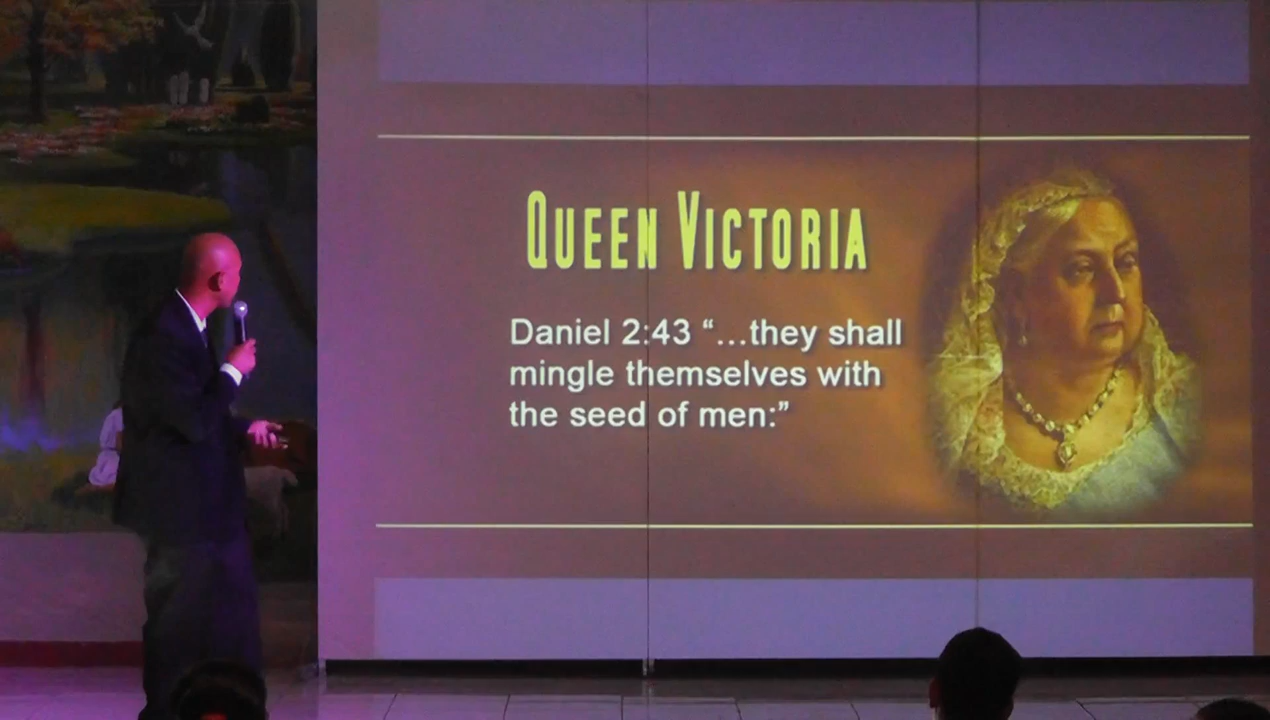 QUEEN VICTORIA
Daniel 2:43 “...they shall
mingle themselves with
the seed of men:”